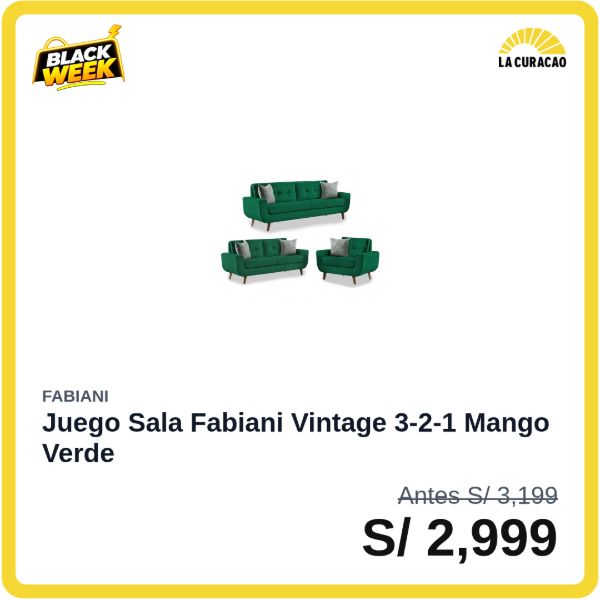 BLACK
WEEK
LA CURACAO
FABIANI
Juego Sala Fabiani Vintage 3-2-1 Mango
Verde
Antes S/ 3,199
S/ 2,999